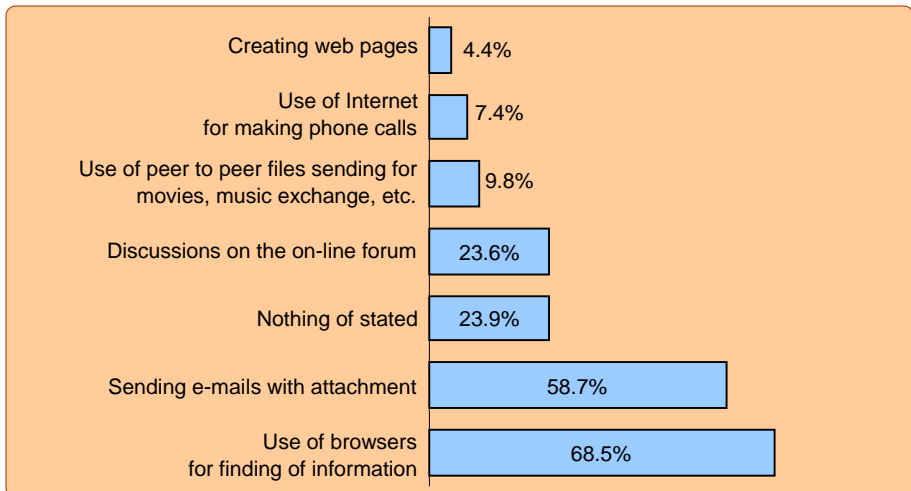 Creating web pages 4.4%
Use of Internet
for making phone calls 7.4%
Use of peer to peer files sending for
movies, music exchange, etc. 9.8%
Discussions on the on-line forum 23.6%
Nothing of stated 23.9%
Sending e-mails with attachment 58.7%
Use of browsers
for finding of information 68.5%